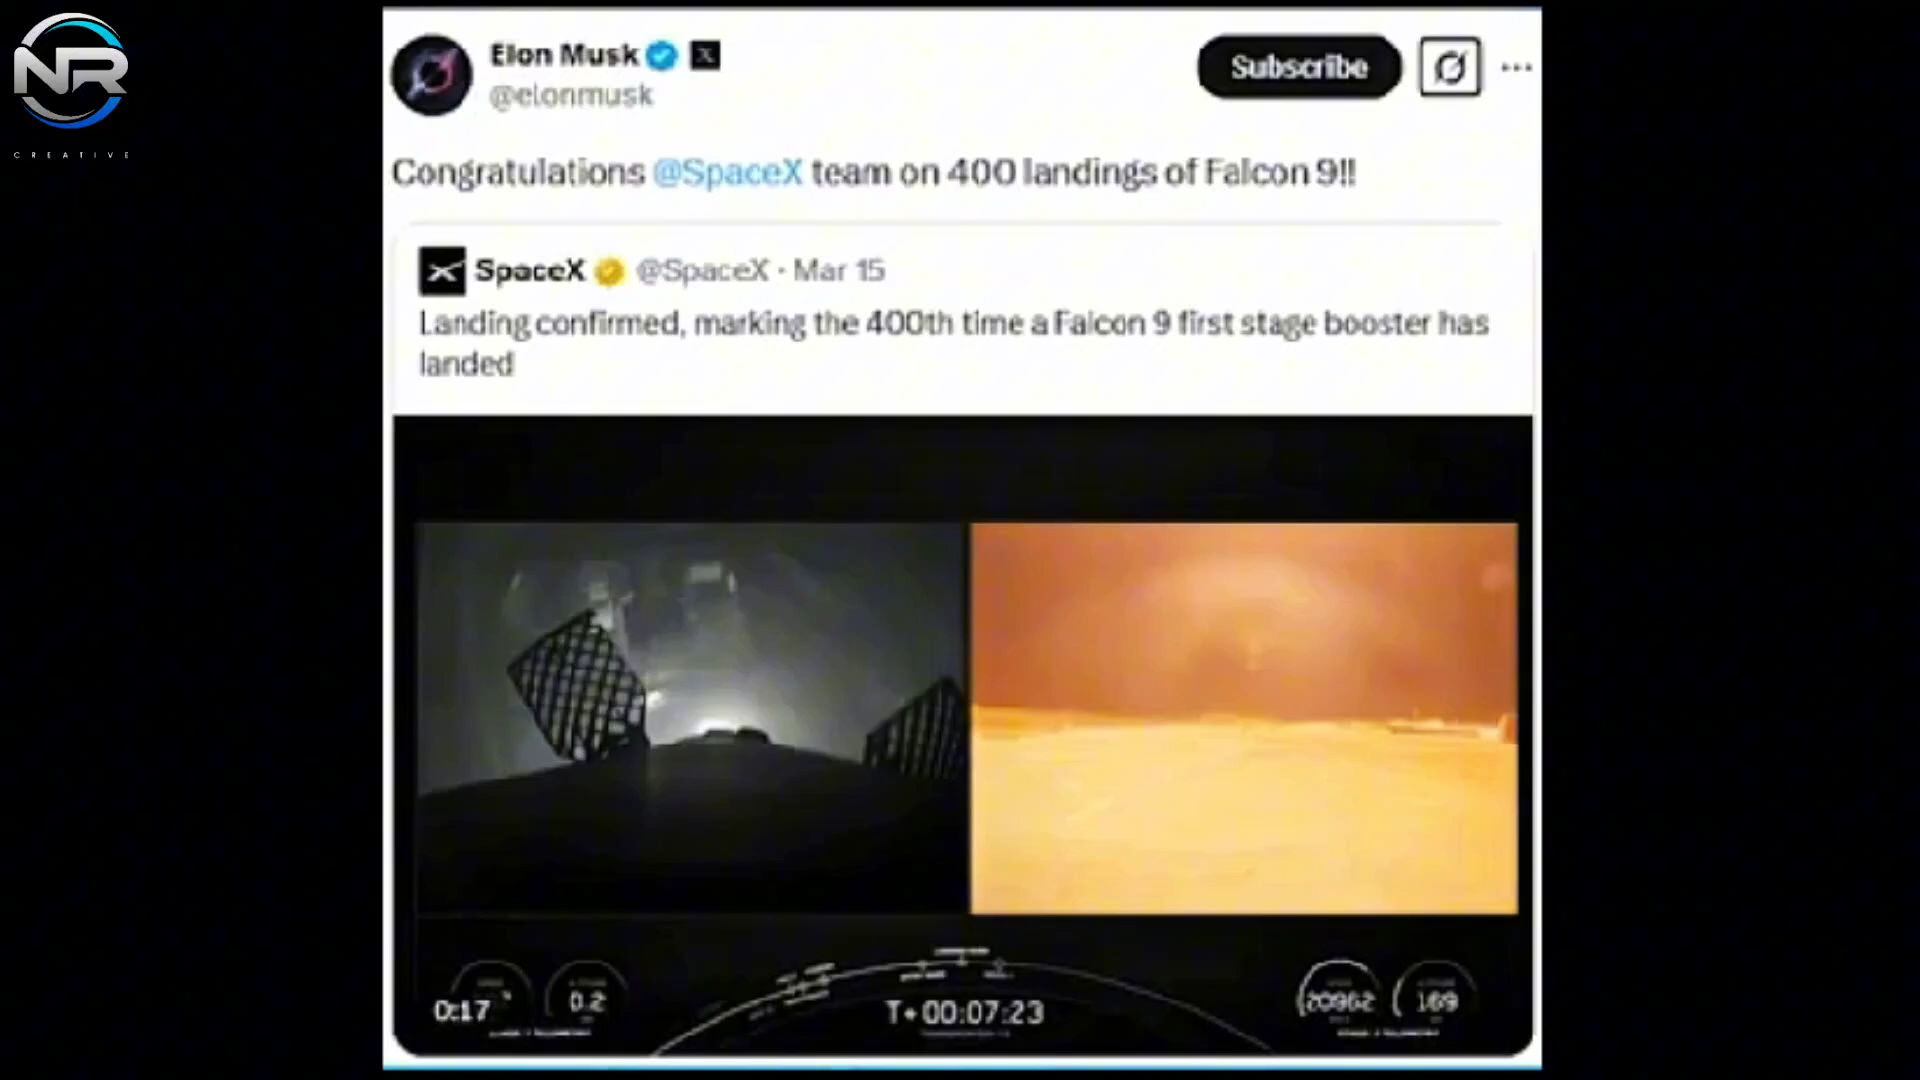 NR
CREATIVE
Elon Musk
@elonmusk
Subscribe
Congratulations @SpaceX team on 400 landings of Falcon 9!!
SpaceX @SpaceX · Mar 15
Landing confirmed, marking the 400th time a Falcon 9 first stage booster has
landed
0:17
0.2
T+00:07:23
20962
169